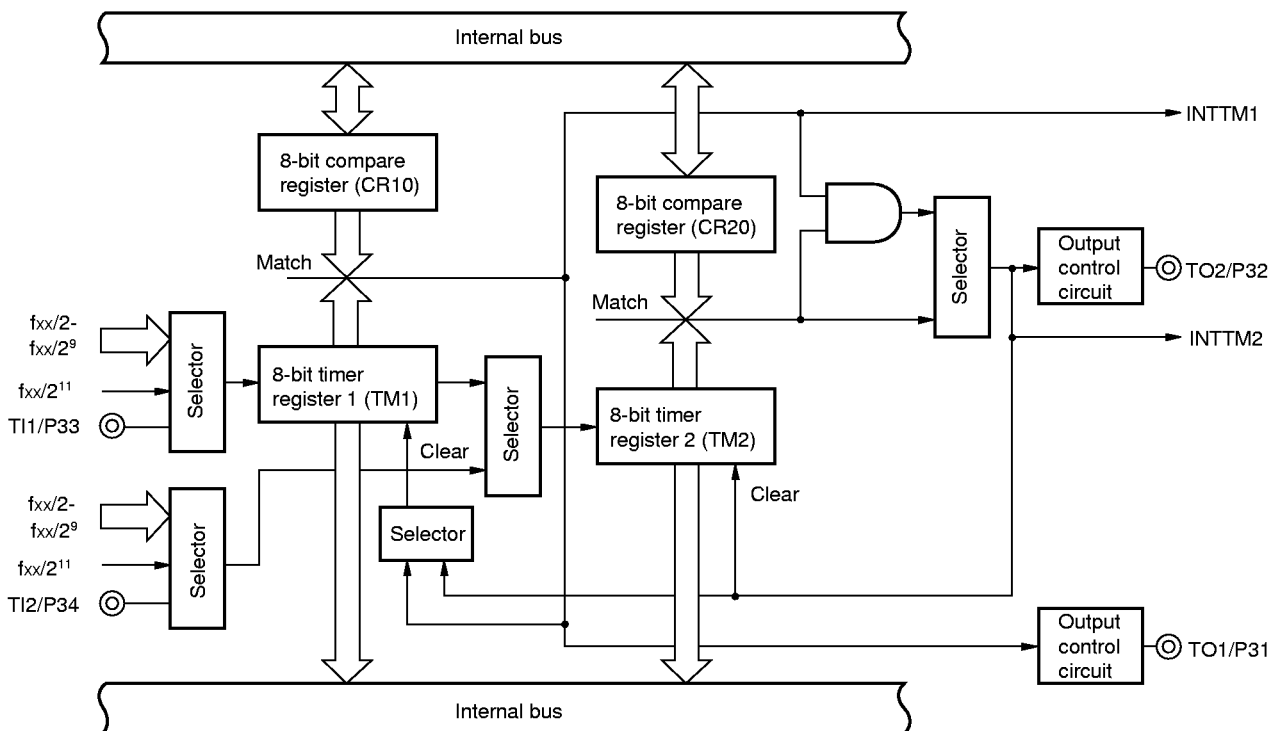 Internal bus
INTTM1
8-bit compare
register (CR10)
8-bit compare
register (CR20)
Selector
Output
control
circuit
TO2/P32
Match
Match
INTTM2
fxx/2-
fxx/2⁹
fxx/2¹¹
TI1/P33
Selector
8-bit timer
register 1 (TM1)
Selector
8-bit timer
register 2 (TM2)
Clear
Clear
fxx/2-
fxx/2⁹
fxx/2¹¹
TI2/P34
Selector
Selector
Output
control
circuit
TO1/P31
Internal bus